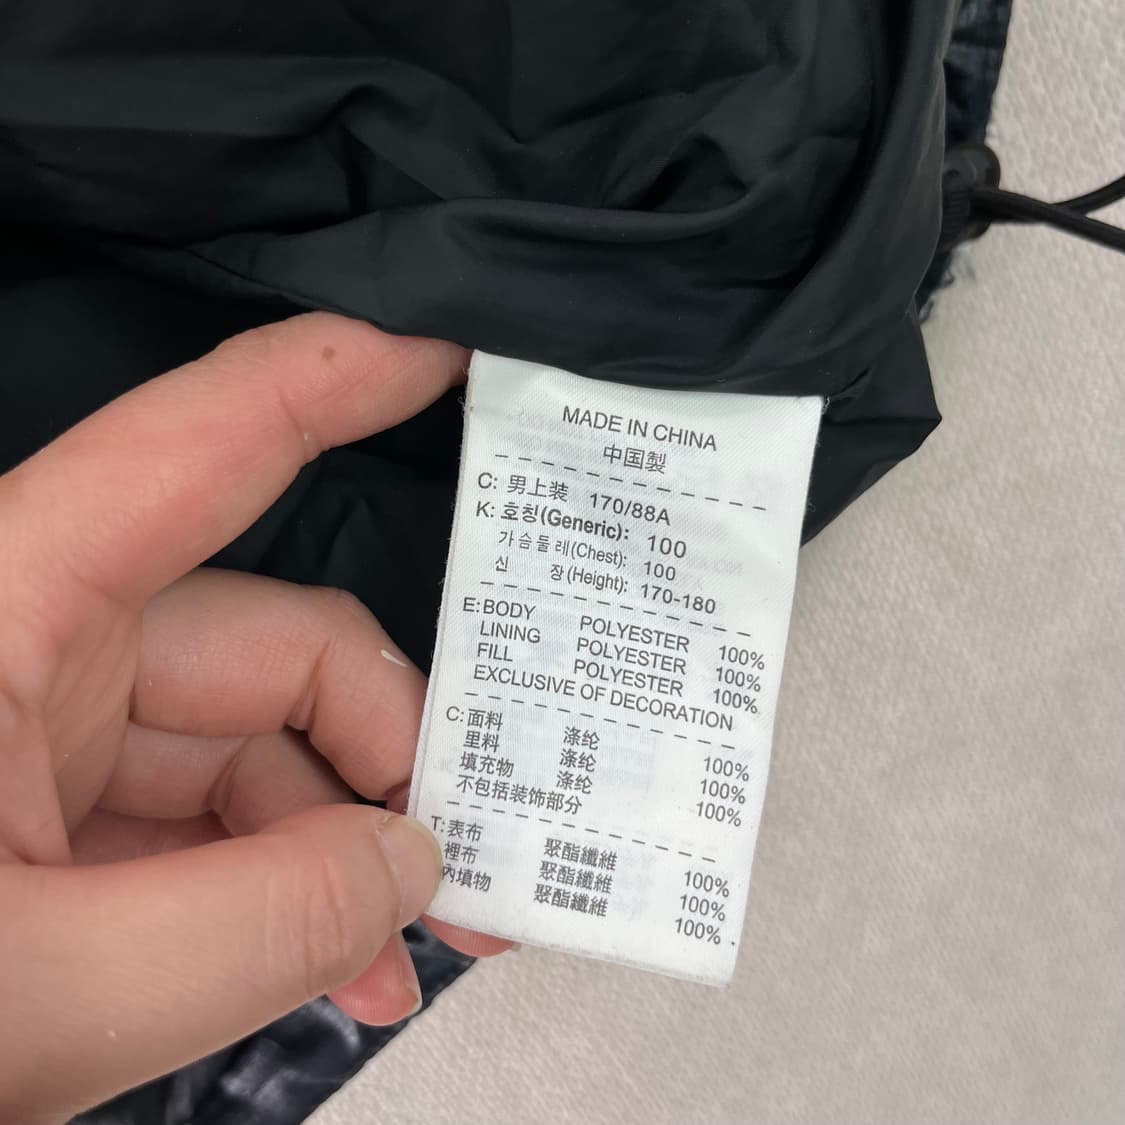 MADE IN CHINA
中国製
C: 男上装 170/88A
K: 호칭(Generic): 100
가슴둘레(Chest): 100
신 장(Height): 170-180
E: BODY POLYESTER 100%
LINING POLYESTER 100%
FILL POLYESTER 100%
EXCLUSIVE OF DECORATION
C: 面料 涤纶 100%
里料 涤纶 100%
填充物 涤纶 100%
不包括装饰部分
T: 表布 聚酯纖維 100%
裡布 聚酯纖維 100%
內填物 聚酯纖維 100%